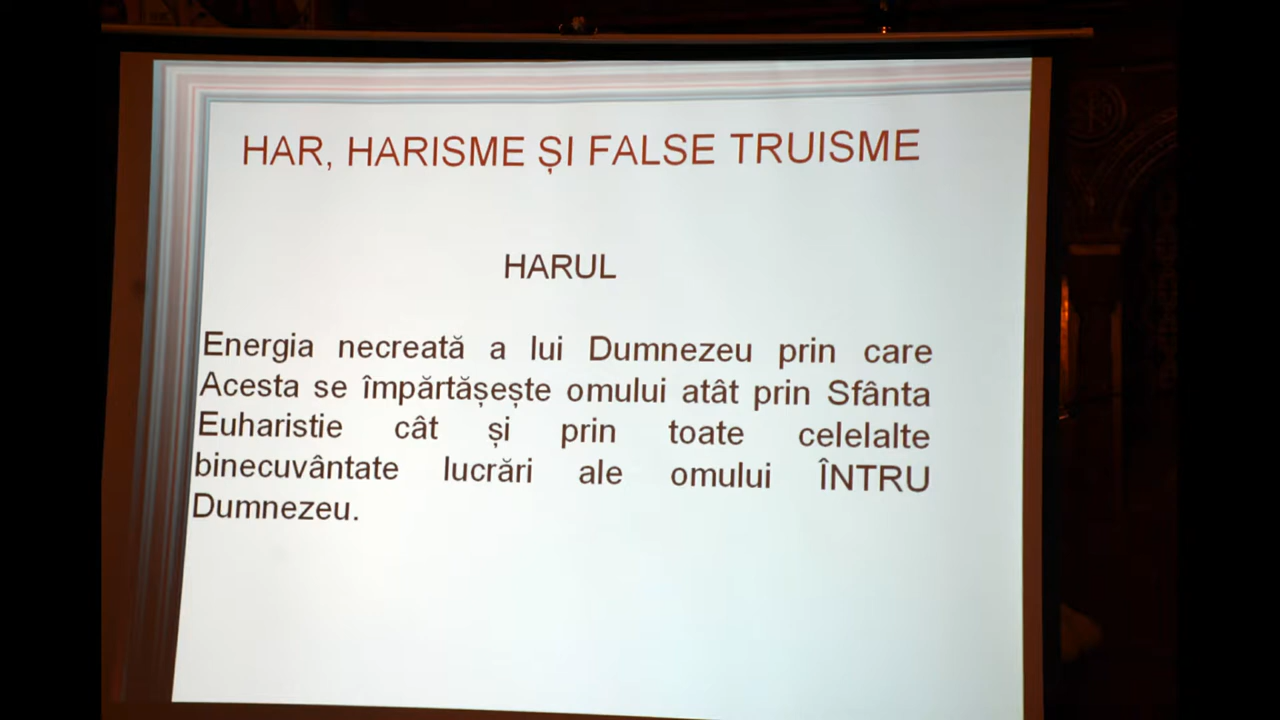 HAR, HARISME ȘI FALSE TRUISME
HARUL
Energia necreată a lui Dumnezeu prin care
Acesta se împărtășește omului atât prin Sfânta
Euharistie cât și prin toate celelalte
binecuvântate lucrări ale omului ÎNTRU
Dumnezeu.